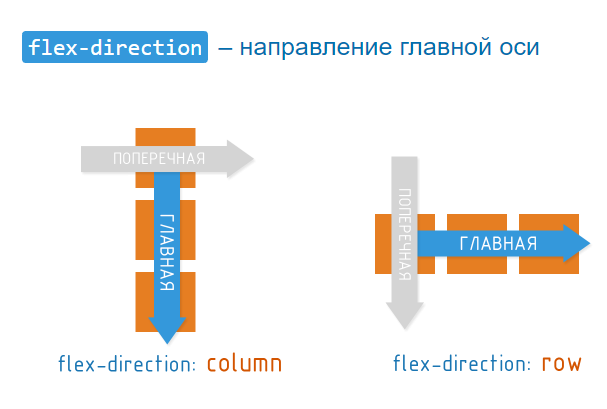 flex-direction – направление главной оси
ПОПЕРЕЧНАЯ
ГЛАВНАЯ
flex-direction: column
ПОПЕРЕЧНАЯ
ГЛАВНАЯ
flex-direction: row